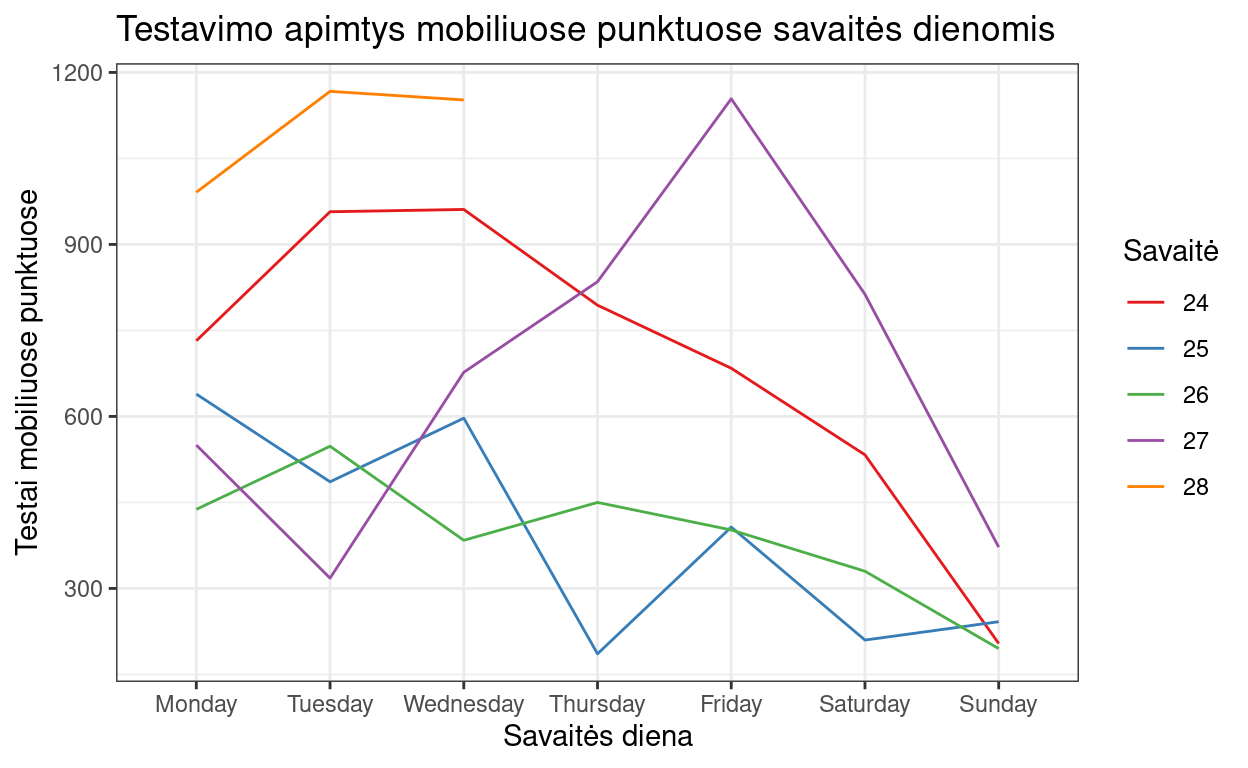 Testavimo apimtys mobiliuose punktuose savaitės dienomis
Testai mobiliuose punktuose
1200
900
600
300
Monday
Tuesday
Wednesday
Thursday
Friday
Saturday
Sunday
Savaitės diena
Savaitė
24
25
26
27
28